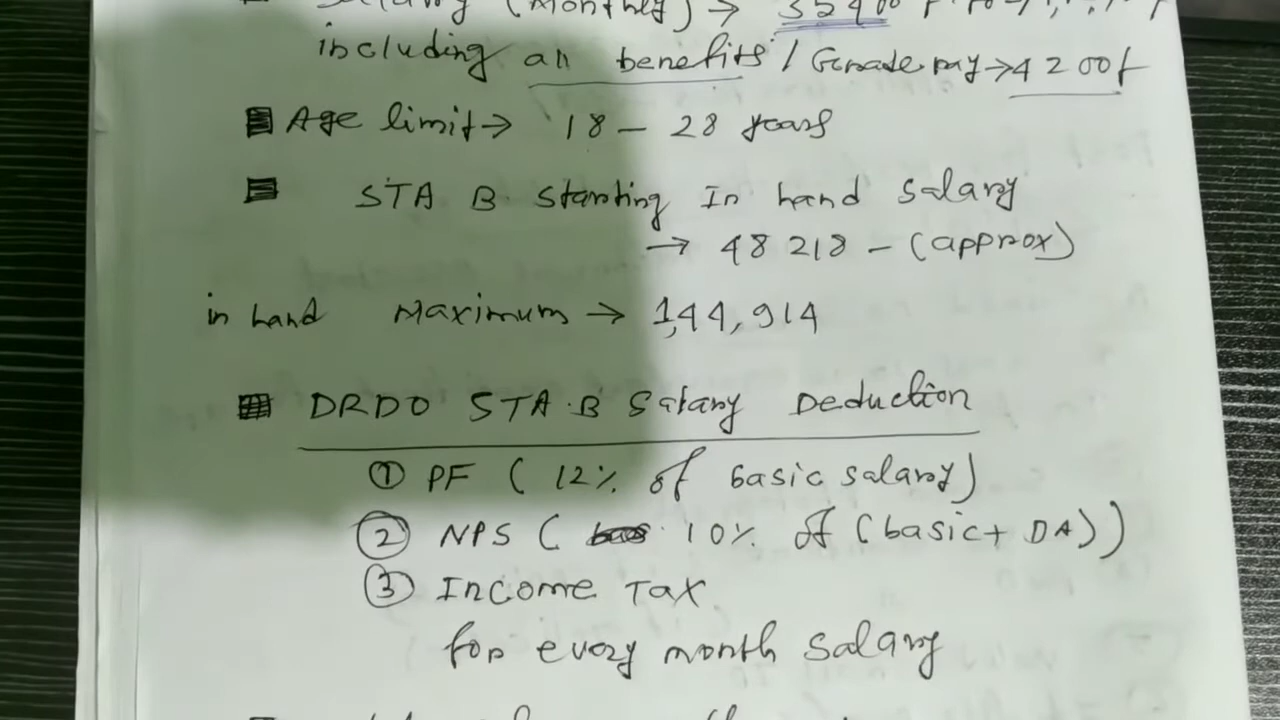 Salary (Monthly) →
including all benefits / Grade pay → 4200/-
Age limit → 18 - 28 years
STA B starting In hand salary
→ 48218 - (approx)
in hand Maximum → 1,44,914
DRDO STA.B Salary Deduction
① PF ( 12% of basic salary)
② NPS ( 10% of (basic + DA))
③ Income Tax
for every month salary